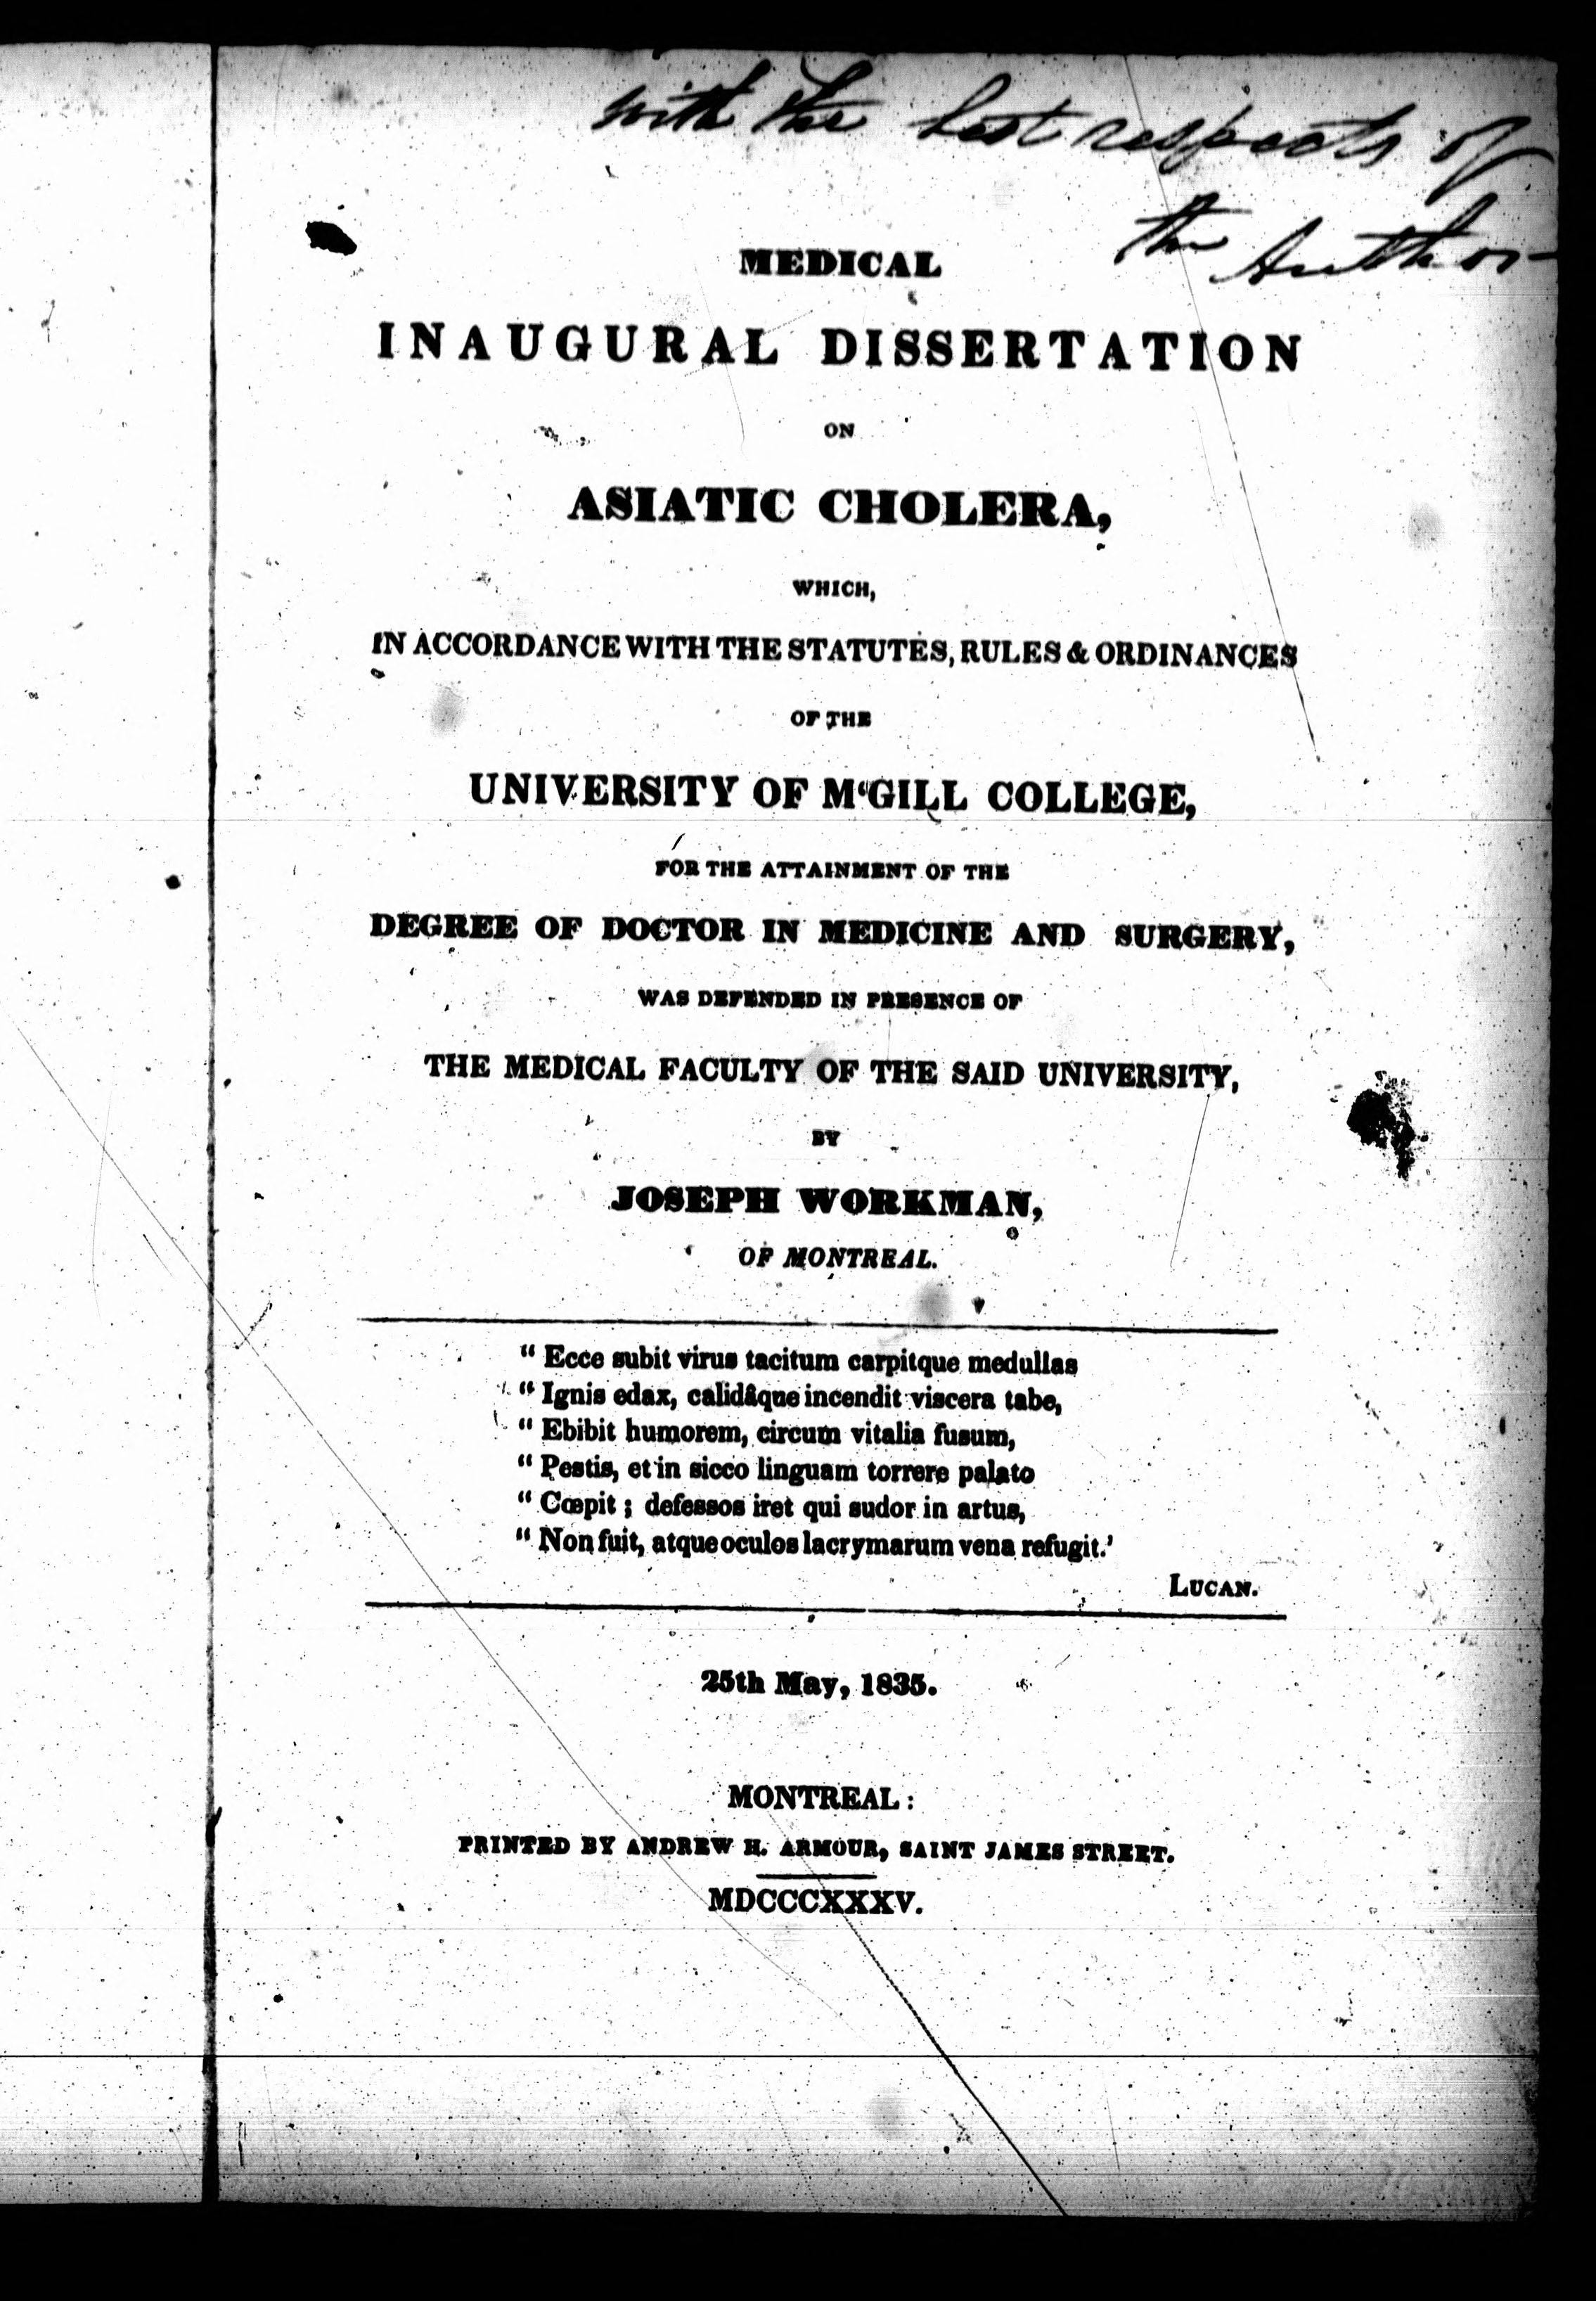 with the best respects of
the Author
MEDICAL
INAUGURAL DISSERTATION
ON
ASIATIC CHOLERA,
WHICH,
IN ACCORDANCE WITH THE STATUTES, RULES & ORDINANCES
OF THE
UNIVERSITY OF M‘GILL COLLEGE,
FOR THE ATTAINMENT OF THE
DEGREE OF DOCTOR IN MEDICINE AND SURGERY,
WAS DEFENDED IN PRESENCE OF
THE MEDICAL FACULTY OF THE SAID UNIVERSITY,
BY
JOSEPH WORKMAN,
OF MONTREAL.
“ Ecce subit virus tacitum carpitque medullas
“ Ignis edax, calidâque incendit viscera tabe,
“ Ebibit humorem, circum vitalia fusum,
“ Pestis, et in sicco linguam torrere palato
“ Cœpit ; defessos iret qui sudor in artus,
“ Non fuit, atque oculos lacrymarum vena refugit.’
LUCAN.
25th May, 1835.
MONTREAL :
PRINTED BY ANDREW H. ARMOUR, SAINT JAMES STREET.
MDCCCXXXV.